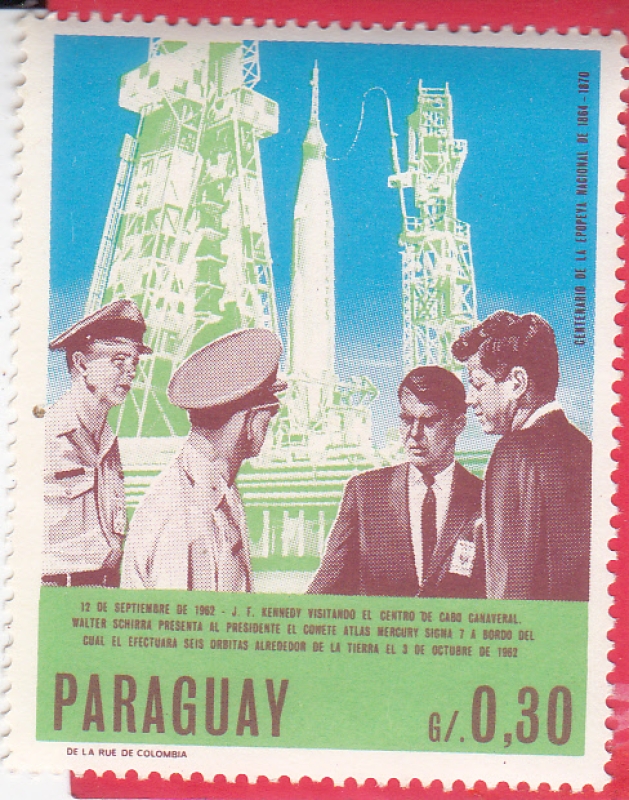 CENTENARIO DE LA EPOPEYA NACIONAL DE 1864-1870
12 DE SEPTIEMBRE DE 1962 - J. F. KENNEDY VISITANDO EL CENTRO DE CABO CANAVERAL.
WALTER SCHIRRA PRESENTA AL PRESIDENTE EL COHETE ATLAS MERCURY SIGMA 7 A BORDO DEL
CUAL EL EFECTUARA SEIS ORBITAS ALREDEDOR DE LA TIERRA EL 3 DE OCTUBRE DE 1962
PARAGUAY G/. 0,30
DE LA RUE DE COLOMBIA